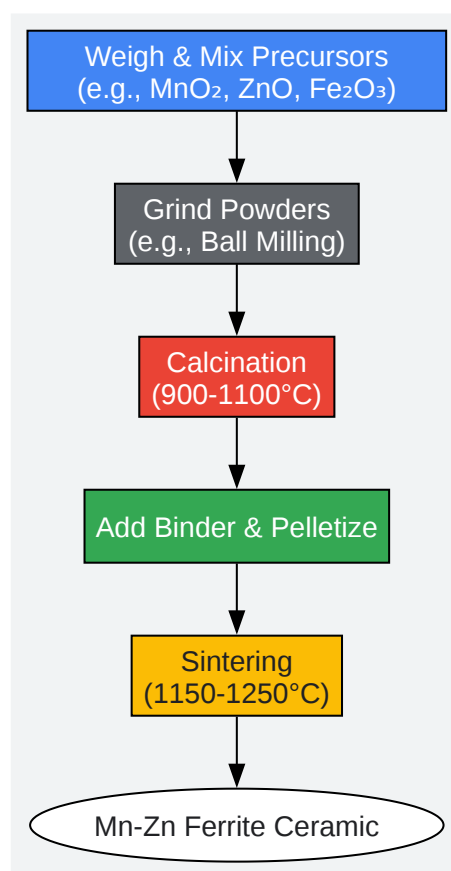 Weigh & Mix Precursors
(e.g., MnO₂, ZnO, Fe₂O₃)
Grind Powders
(e.g., Ball Milling)
Calcination
(900-1100°C)
Add Binder & Pelletize
Sintering
(1150-1250°C)
Mn-Zn Ferrite Ceramic